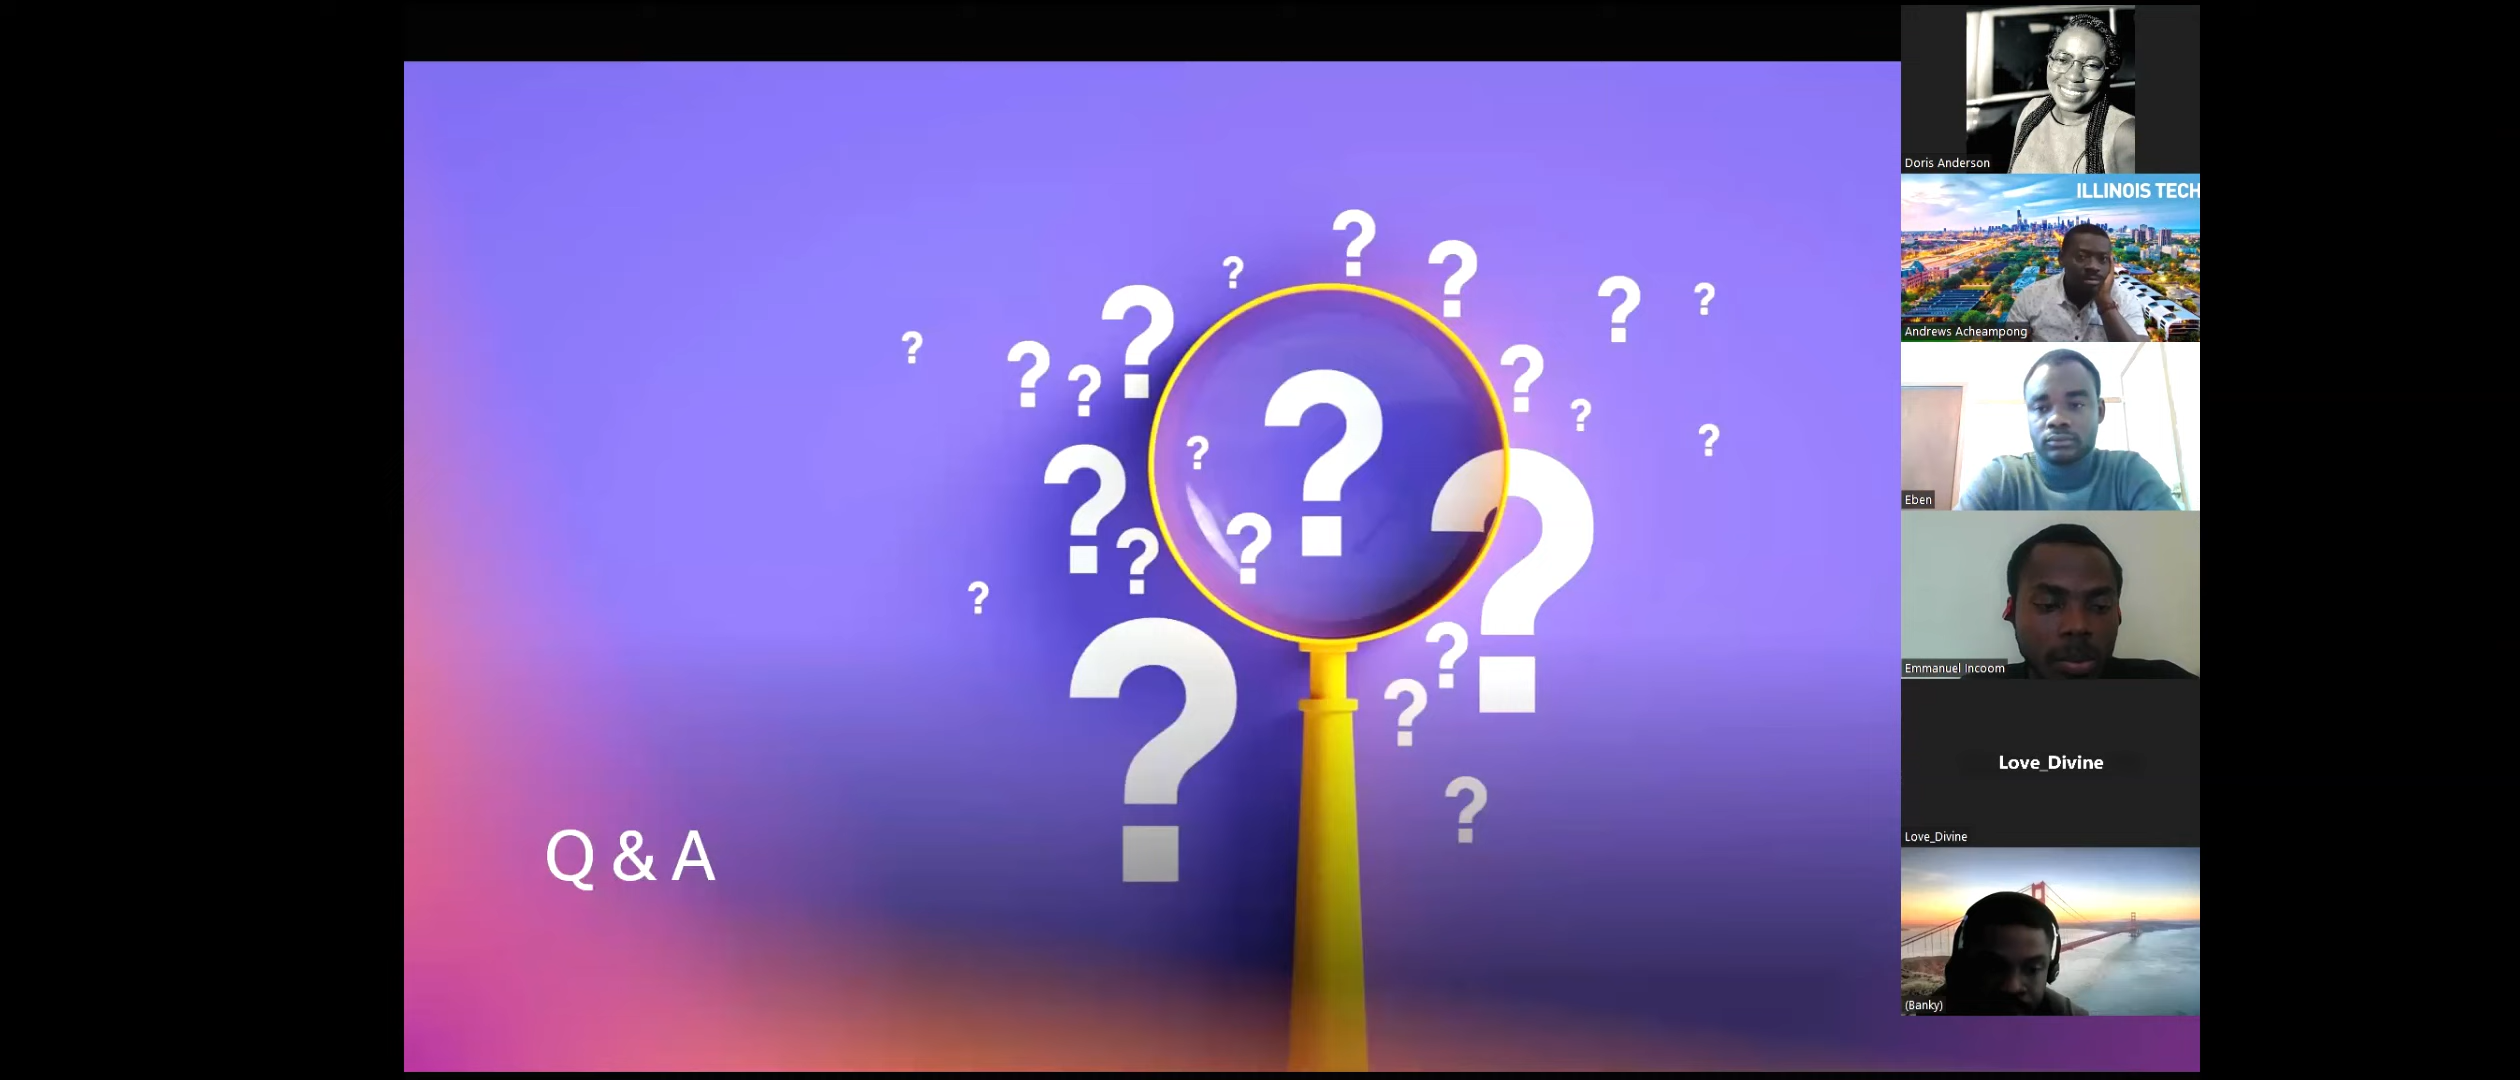 Q & A
Doris Anderson
ILLINOIS TECH
Andrews Acheampong
Eben
Emmanuel Incoom
Love_Divine
Love_Divine
(Banky)